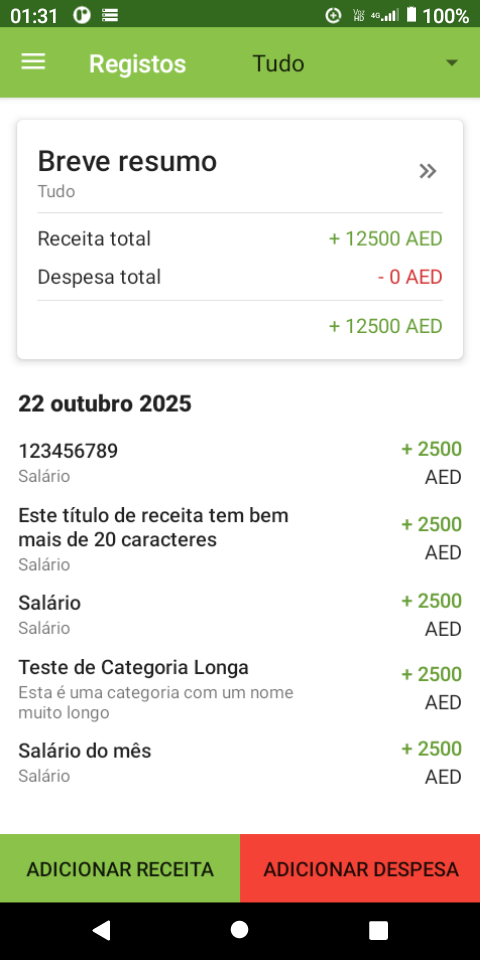 01:31
4G
100%
Registos
Tudo
Breve resumo
Tudo
Receita total
+ 12500 AED
Despesa total
- 0 AED
+ 12500 AED
22 outubro 2025
123456789
+ 2500
Salário
AED
Este título de receita tem bem
mais de 20 caracteres
+ 2500
AED
Salário
Salário
+ 2500
Salário
AED
Teste de Categoria Longa
+ 2500
Esta é uma categoria com um nome
muito longo
AED
Salário do mês
+ 2500
Salário
AED
ADICIONAR RECEITA
ADICIONAR DESPESA